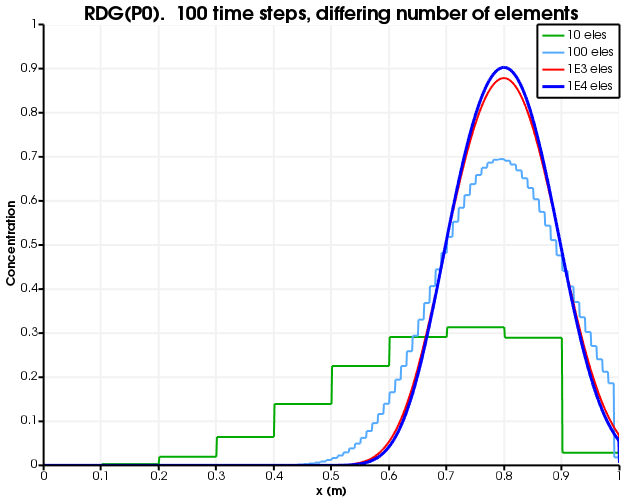 RDG(P0). 100 time steps, differing number of elements
10 eles
100 eles
1E3 eles
1E4 eles
Concentration
1
0.9
0.8
0.7
0.6
0.5
0.4
0.3
0.2
0.1
0
0 0.1 0.2 0.3 0.4 0.5 0.6 0.7 0.8 0.9 1
x (m)